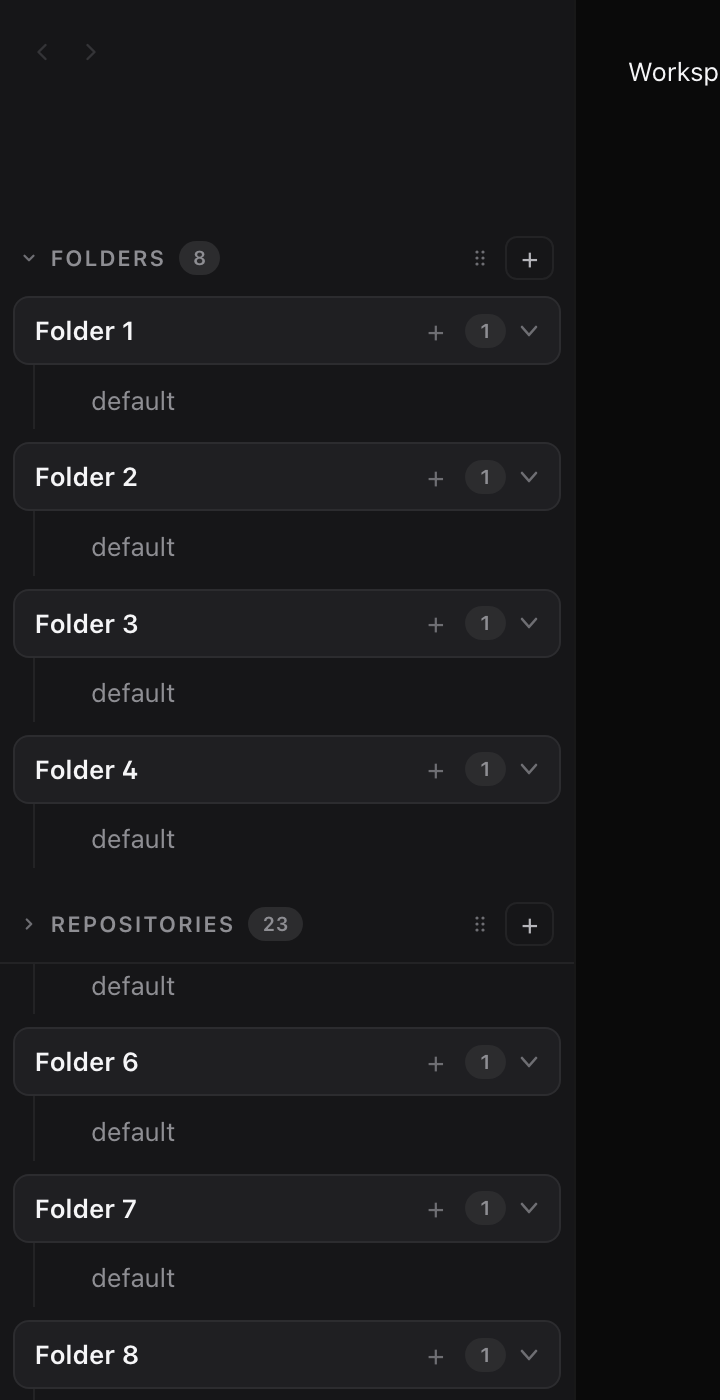 Worksp
FOLDERS 8 +
Folder 1 + 1
default
Folder 2 + 1
default
Folder 3 + 1
default
Folder 4 + 1
default
REPOSITORIES 23 +
default
Folder 6 + 1
default
Folder 7 + 1
default
Folder 8 + 1